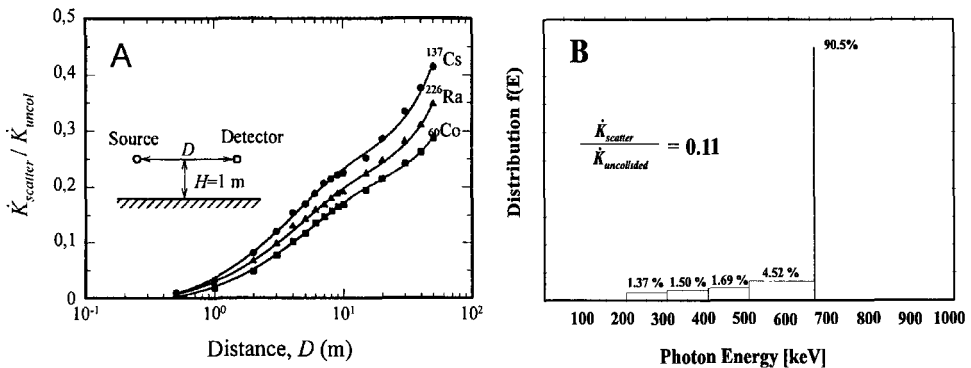 A
0,5
0,4
0,3
0,2
0,1
0
K̇scatter / K̇uncol
¹³⁷Cs
²²⁶Ra
⁶⁰Co
Source
Detector
D
H=1 m
10⁻¹
10⁰
10¹
10²
Distance, D (m)
B
Distribution f(E)
90.5%
K̇scatter
K̇uncollided
= 0.11
1.37 %
1.50 %
1.69 %
4.52 %
100 200 300 400 500 600 700 800 900 1000
Photon Energy [keV]